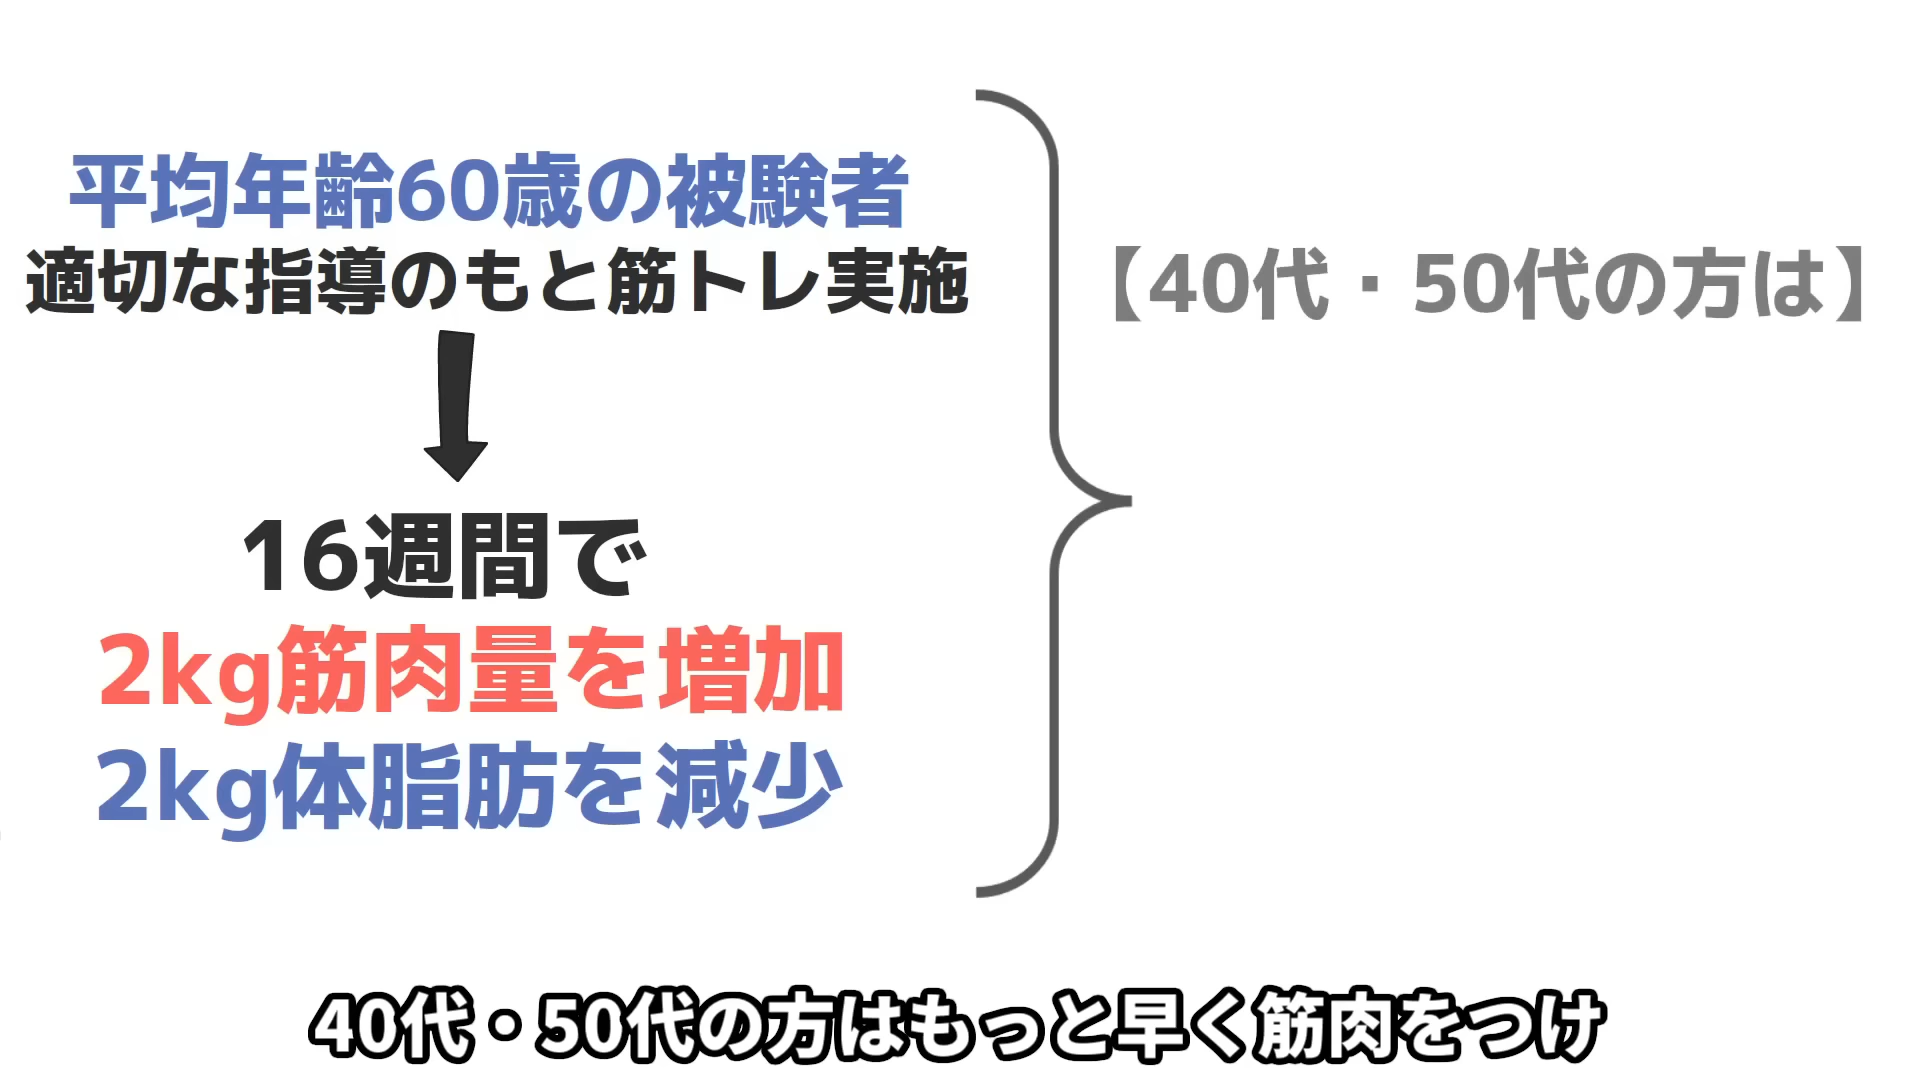 平均年齢60歳の被験者
適切な指導のもと筋トレ実施
16週間で
2kg筋肉量を増加
2kg体脂肪を減少
【40代・50代の方は】
40代・50代の方はもっと早く筋肉をつけ